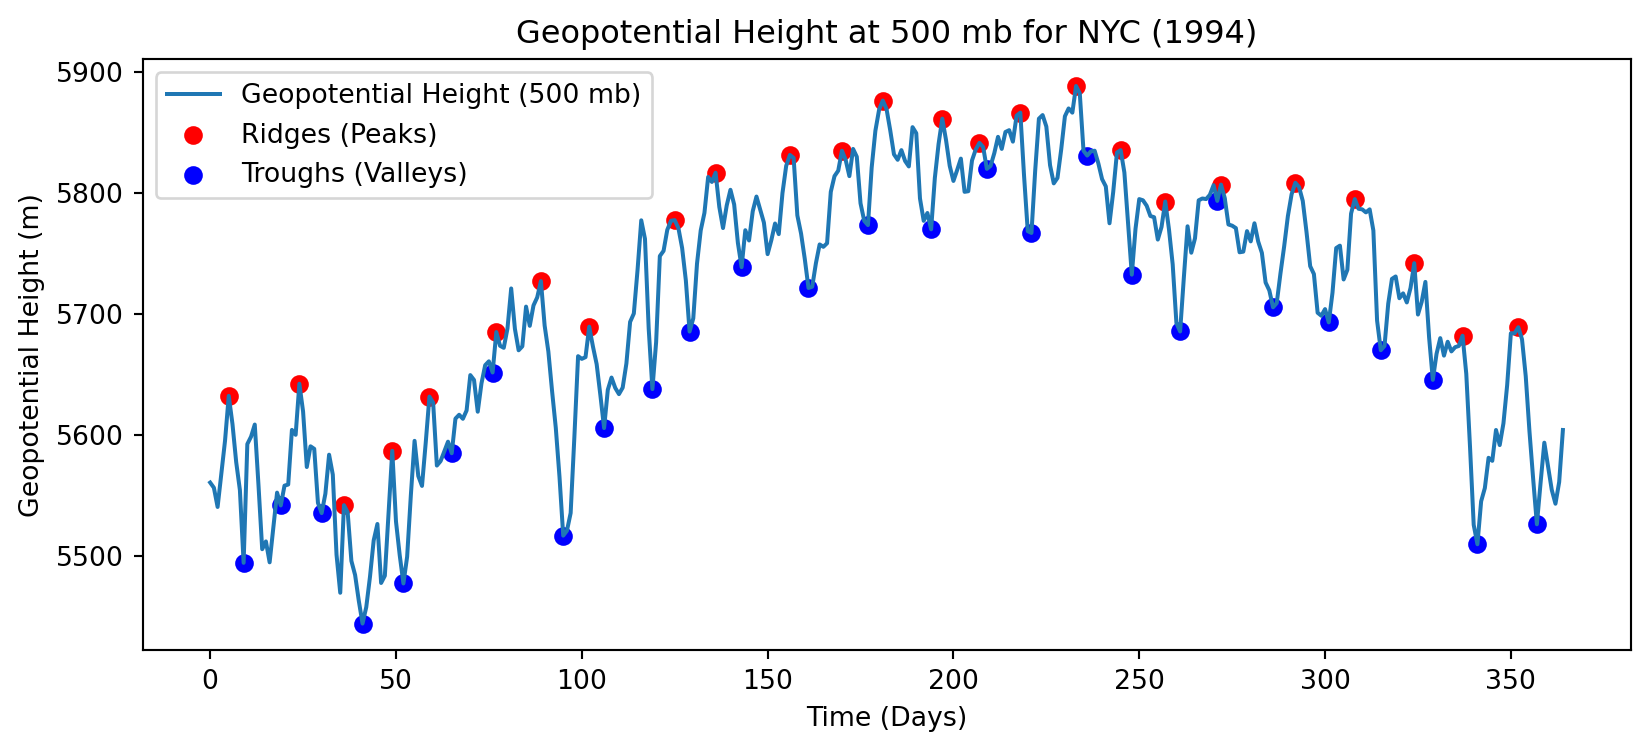 Geopotential Height at 500 mb for NYC (1994)
Geopotential Height (500 mb)
Ridges (Peaks)
Troughs (Valleys)
Geopotential Height (m)
5900
5800
5700
5600
5500
0 50 100 150 200 250 300 350
Time (Days)